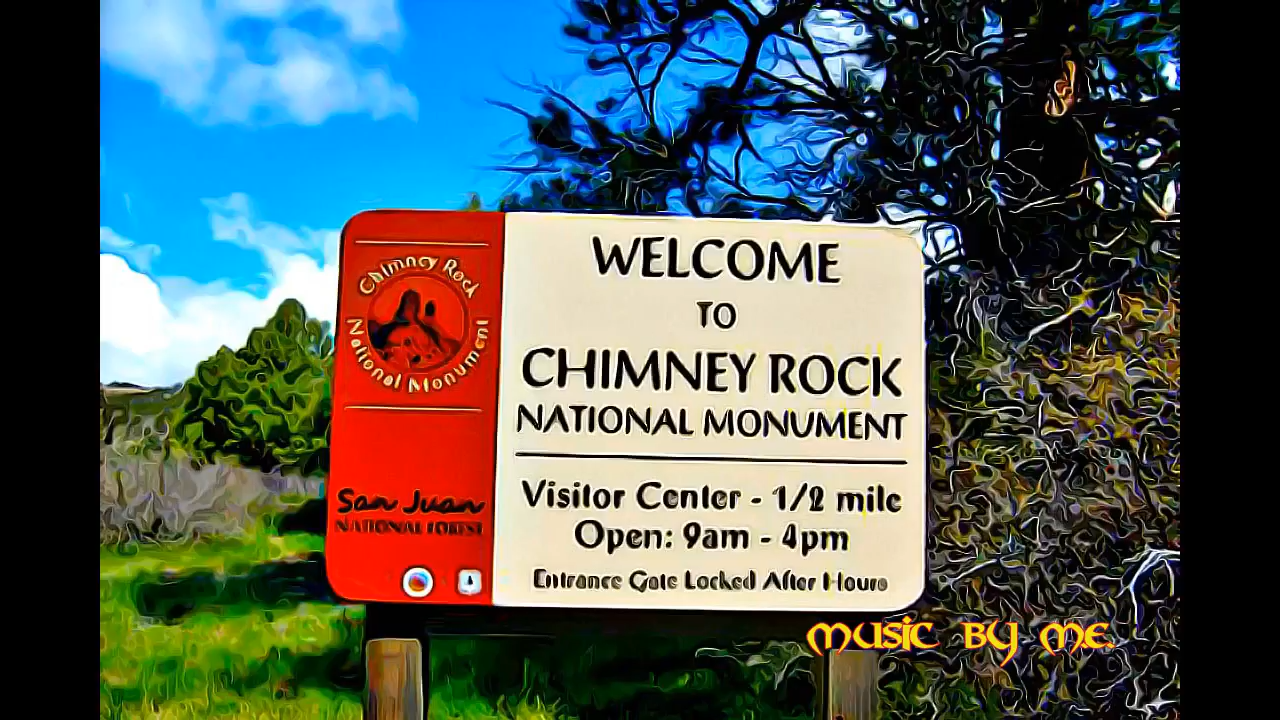 Chimney Rock
National Monument
San Juan
NATIONAL FOREST
WELCOME
TO
CHIMNEY ROCK
NATIONAL MONUMENT
Visitor Center - 1/2 mile
Open: 9am - 4pm
Entrance Gate Locked After Hours
MUSIC BY ME